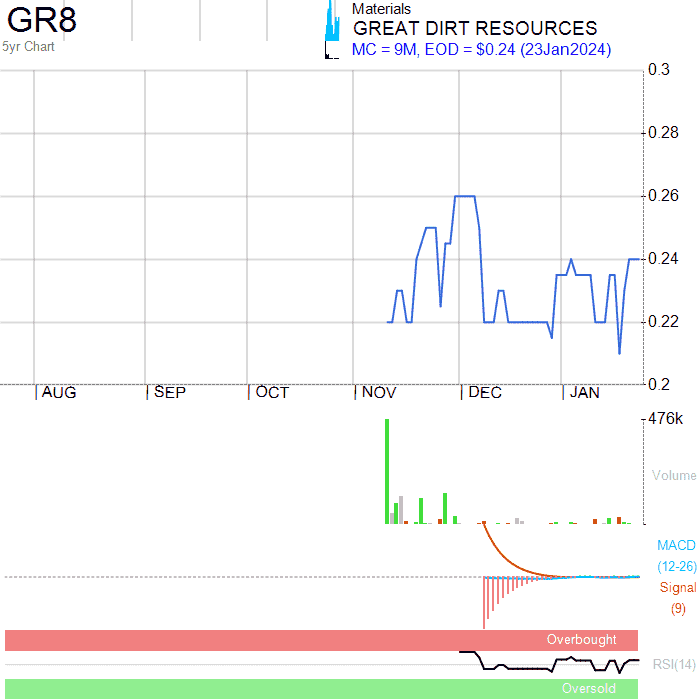 GR8
5yr Chart
Materials
GREAT DIRT RESOURCES
MC = 9M, EOD = $0.24 (23Jan2024)
0.3
0.28
0.26
0.24
0.22
0.2
AUG SEP OCT NOV DEC JAN
476k
Volume
MACD
(12-26)
Signal
(9)
Overbought
RSI(14)
Oversold